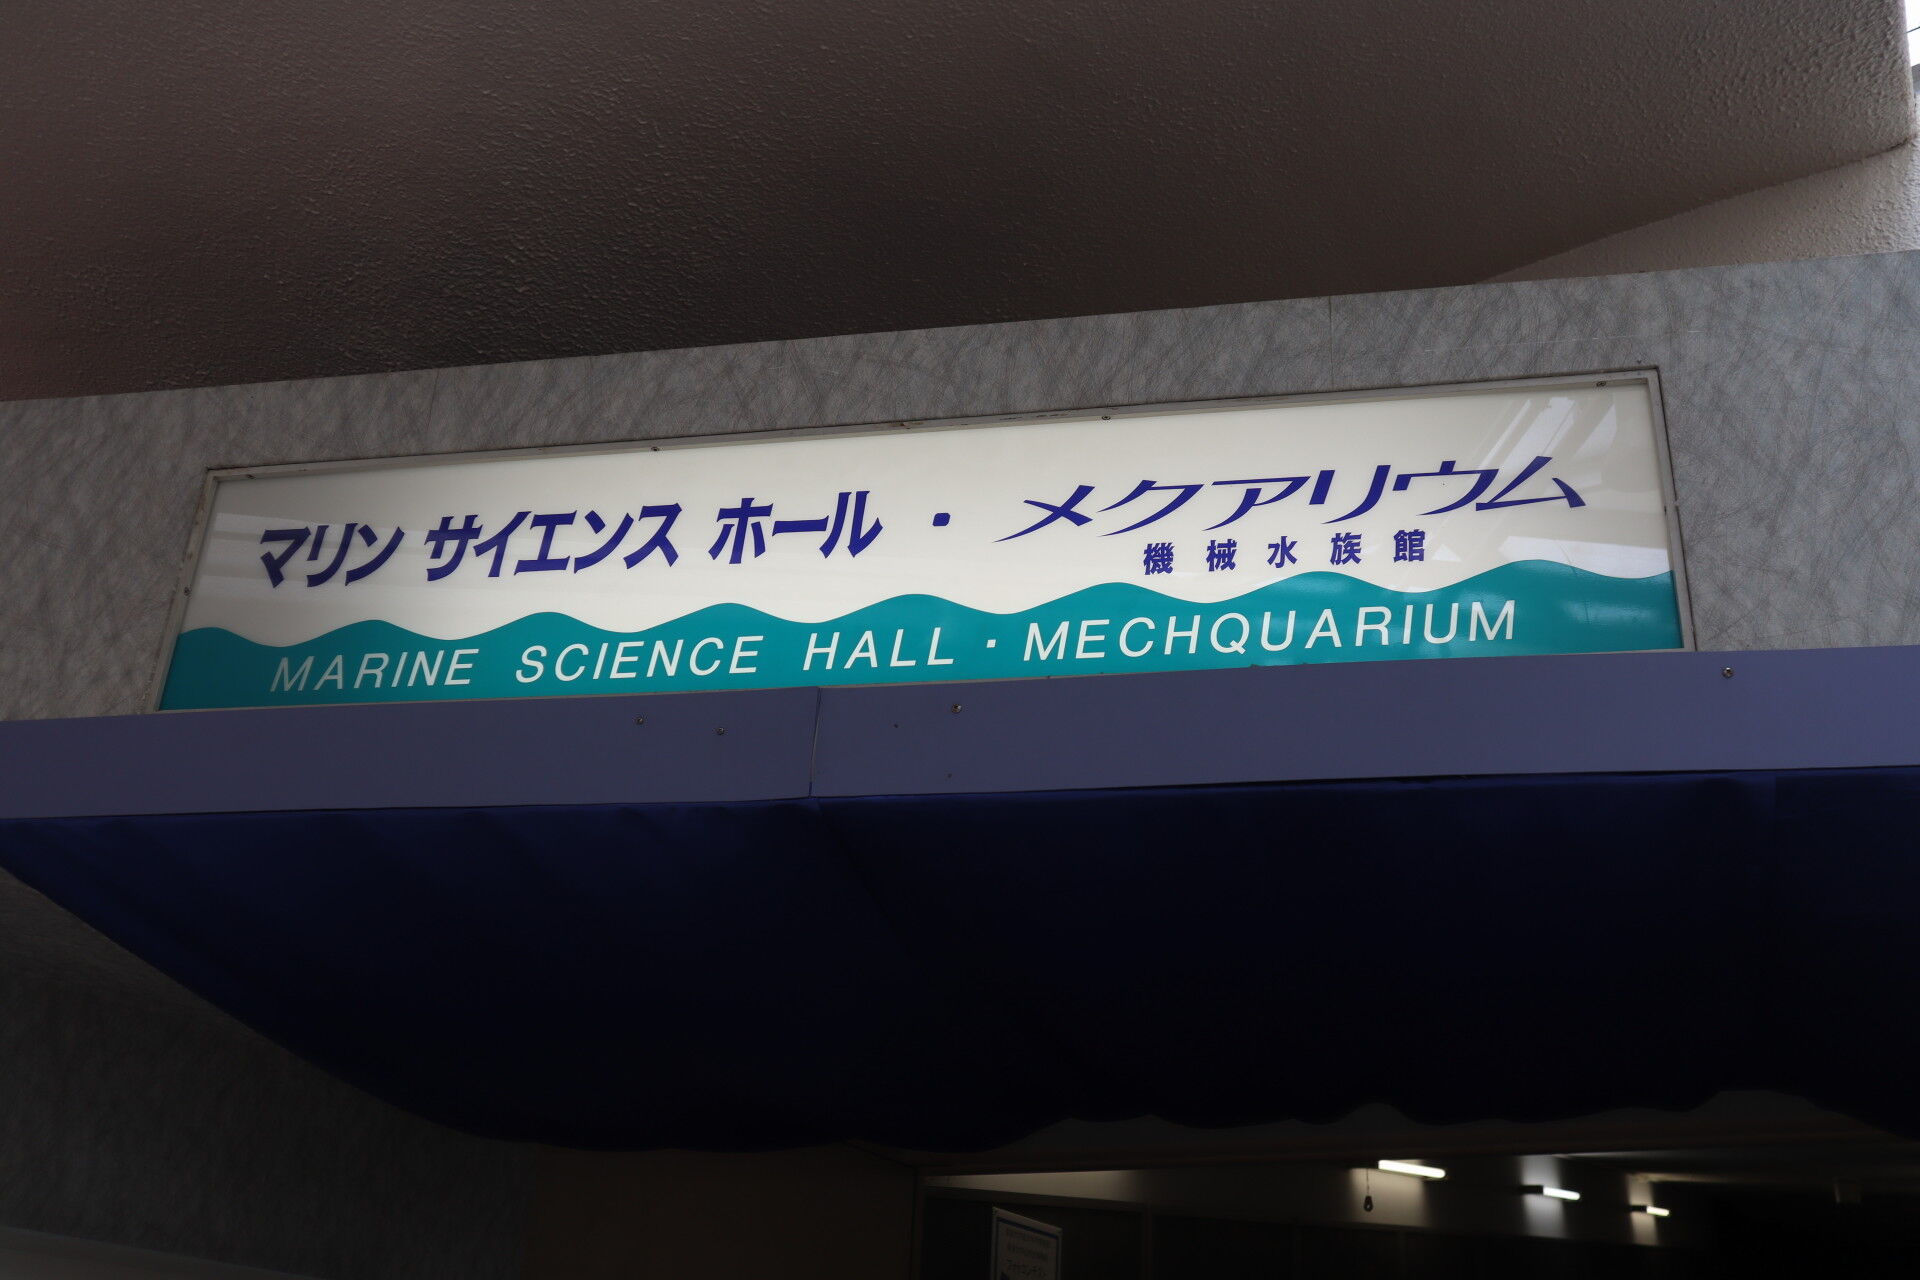 マリン サイエンス ホール・メクアリウム
機械水族館
MARINE SCIENCE HALL・MECHQUARIUM